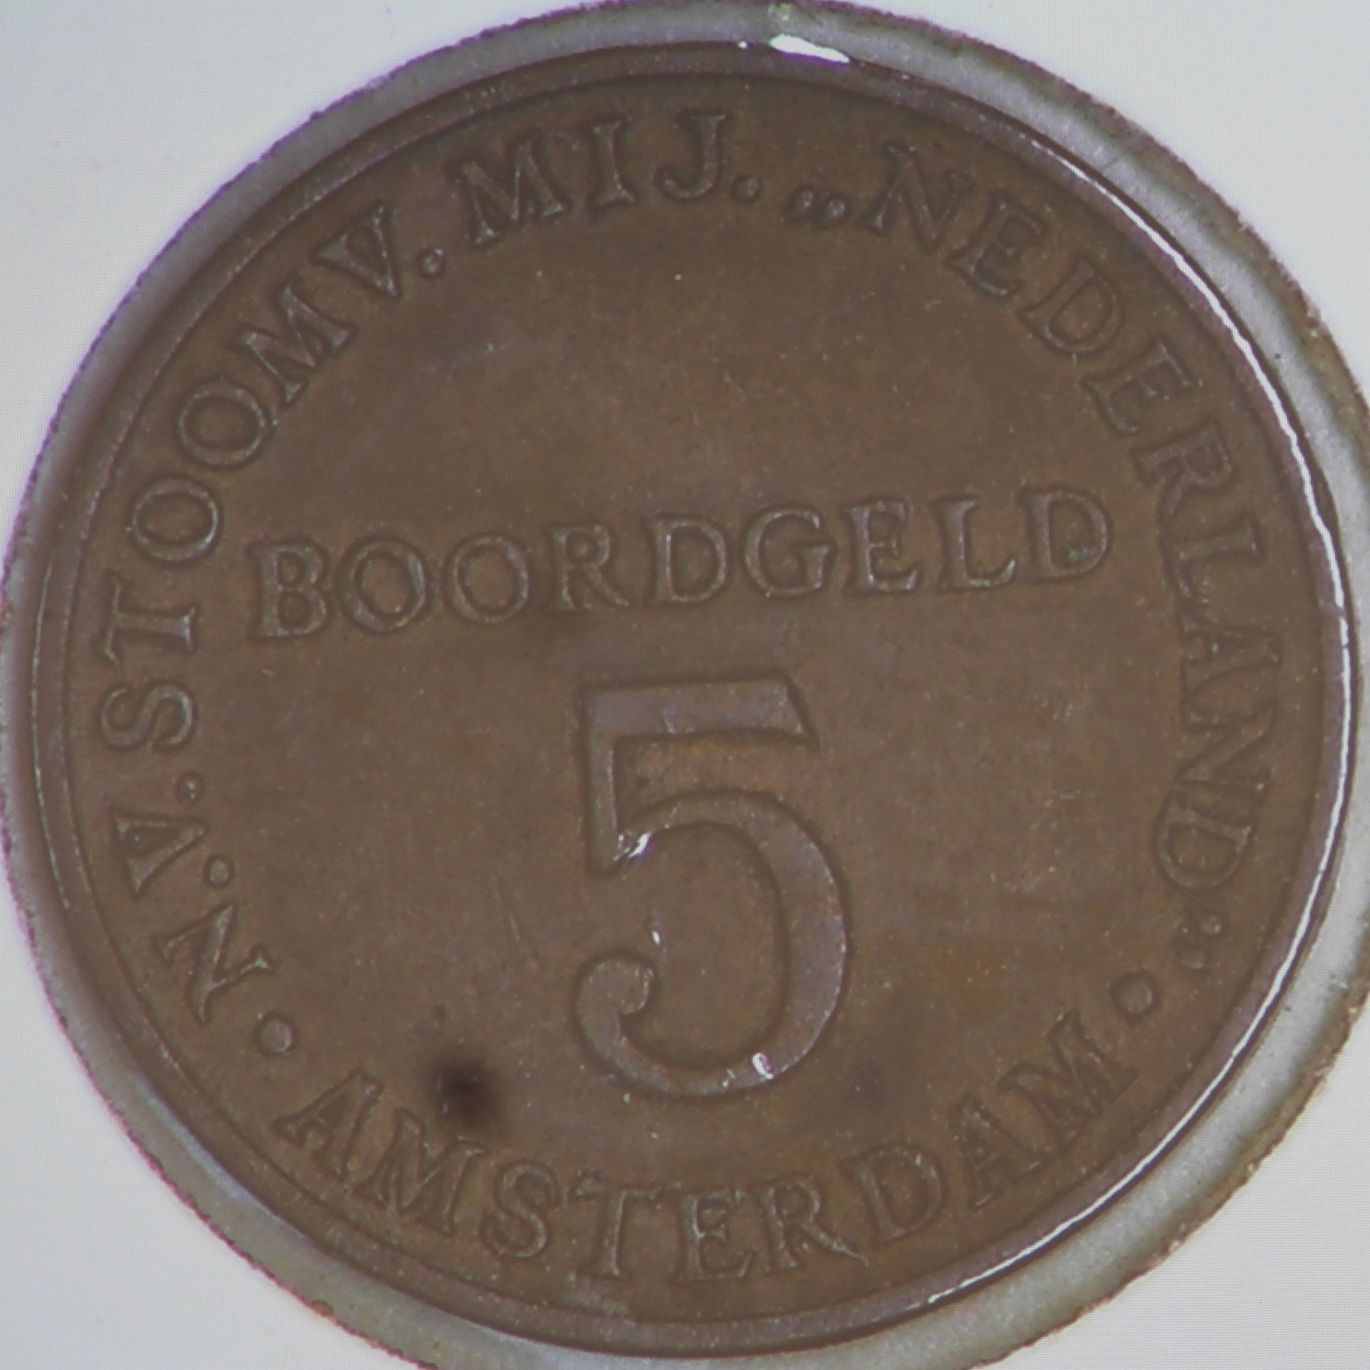 N.V.STOOMV.MIJ. „NEDERLAND”
BOORDGELD
5
AMSTERDAM